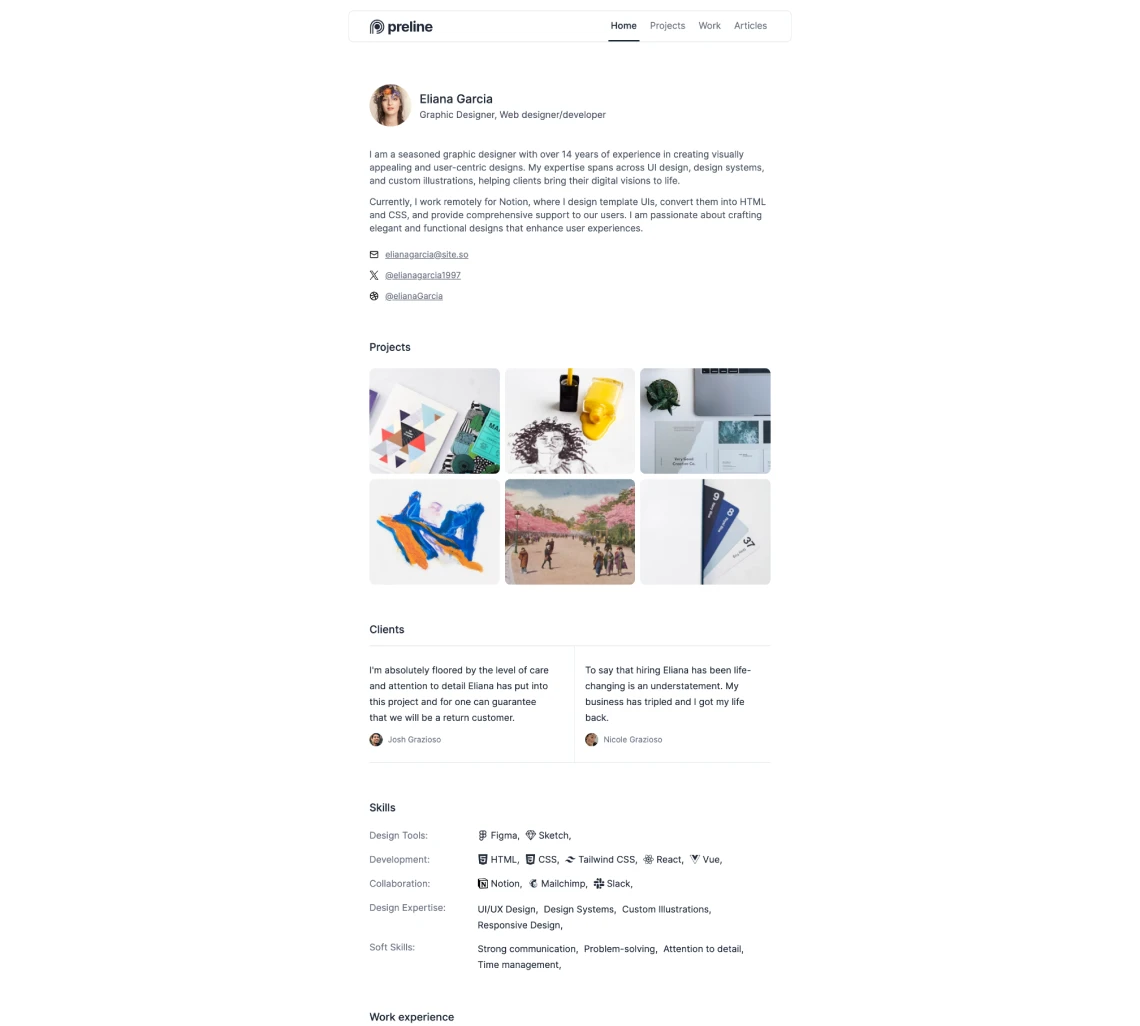 preline
Home Projects Work Articles
Eliana Garcia
Graphic Designer, Web designer/developer
I am a seasoned graphic designer with over 14 years of experience in creating visually
appealing and user-centric designs. My expertise spans across UI design, design systems,
and custom illustrations, helping clients bring their digital visions to life.
Currently, I work remotely for Notion, where I design template UIs, convert them into HTML
and CSS, and provide comprehensive support to our users. I am passionate about crafting
elegant and functional designs that enhance user experiences.
elianagarcia@site.so
@elianagarcia1997
@elianaGarcia
Projects
Very Good
9
8
37
Clients
I'm absolutely floored by the level of care
and attention to detail Eliana has put into
this project and for one can guarantee
that we will be a return customer.
Josh Grazioso
To say that hiring Eliana has been life-
changing is an understatement. My
business has tripled and I got my life
back.
Nicole Grazioso
Skills
Design Tools: Figma, Sketch,
Development: HTML, CSS, Tailwind CSS, React, Vue,
Collaboration: Notion, Mailchimp, Slack,
Design Expertise: UI/UX Design, Design Systems, Custom Illustrations,
Responsive Design,
Soft Skills: Strong communication, Problem-solving, Attention to detail,
Time management,
Work experience